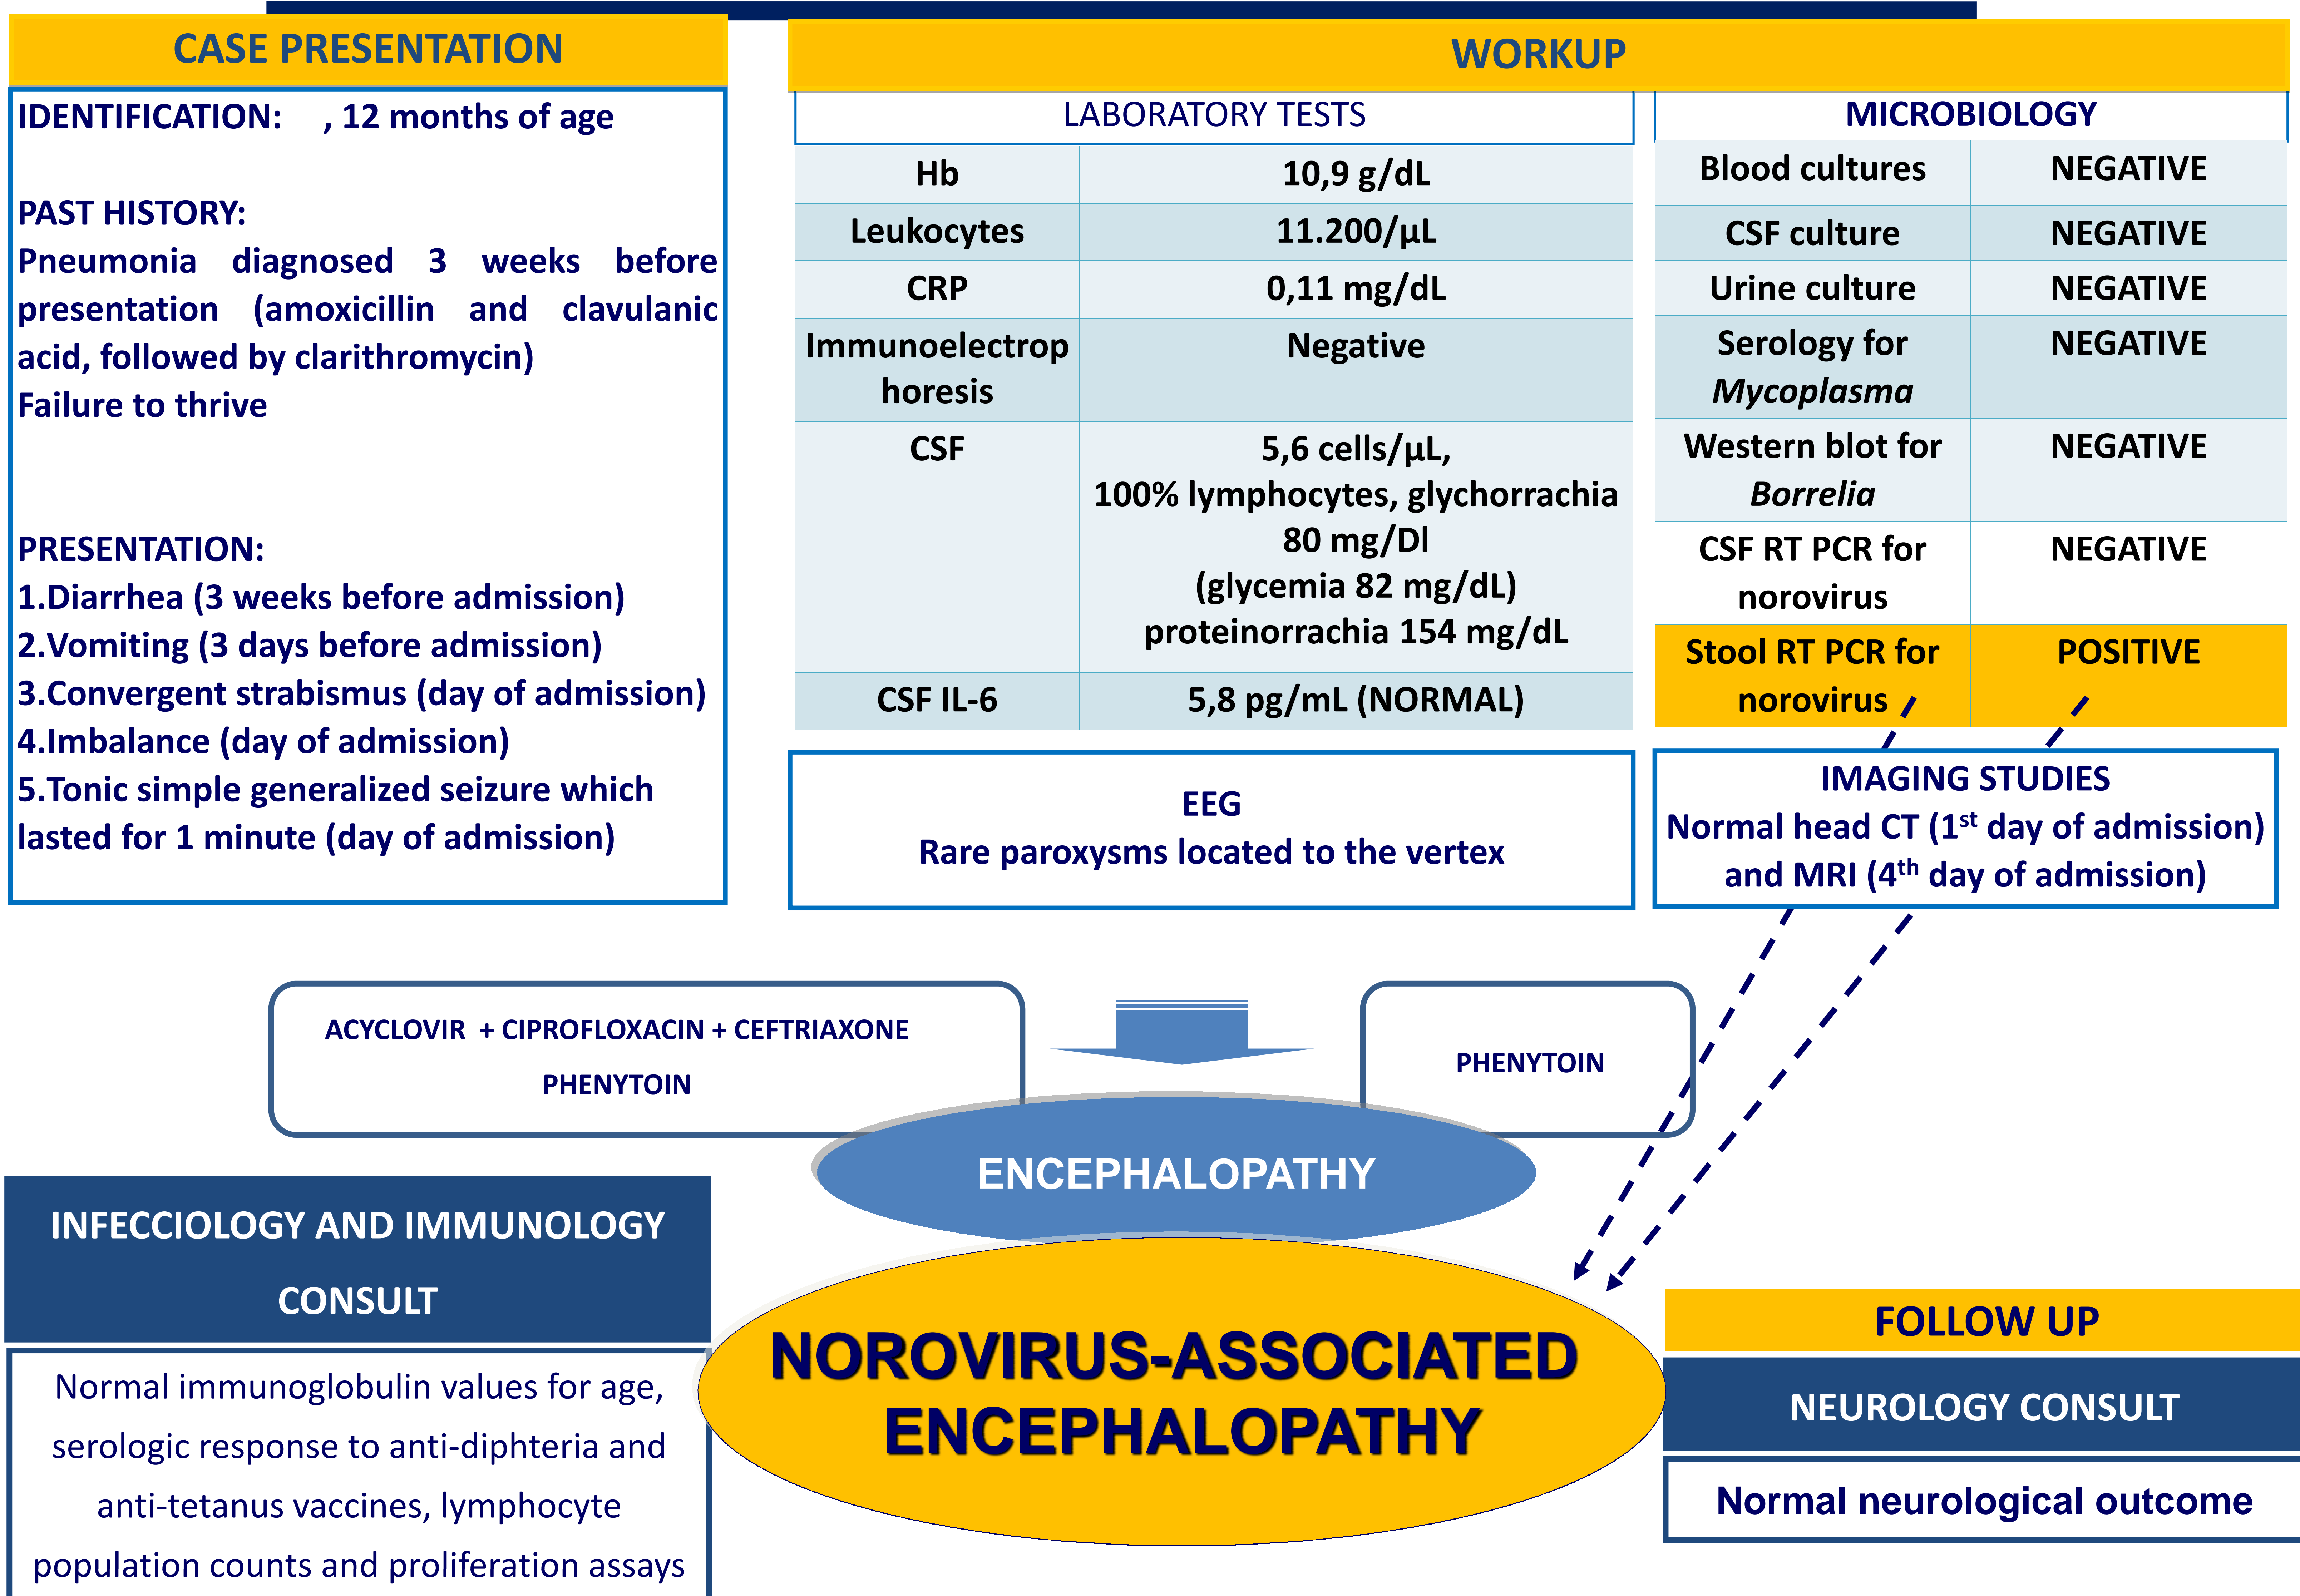 CASE PRESENTATION
IDENTIFICATION: , 12 months of age
PAST HISTORY:
Pneumonia diagnosed 3 weeks before
presentation (amoxicillin and clavulanic
acid, followed by clarithromycin)
Failure to thrive
PRESENTATION:
1.Diarrhea (3 weeks before admission)
2.Vomiting (3 days before admission)
3.Convergent strabismus (day of admission)
4.Imbalance (day of admission)
5.Tonic simple generalized seizure which
lasted for 1 minute (day of admission)
WORKUP
LABORATORY TESTS
Hb 10,9 g/dL
Leukocytes 11.200/µL
CRP 0,11 mg/dL
Immunoelectrop Negative
horesis
CSF 5,6 cells/µL,
100% lymphocytes, glychorrachia
80 mg/Dl
(glycemia 82 mg/dL)
proteinorrachia 154 mg/dL
CSF IL-6 5,8 pg/mL (NORMAL)
MICROBIOLOGY
Blood cultures NEGATIVE
CSF culture NEGATIVE
Urine culture NEGATIVE
Serology for NEGATIVE
Mycoplasma
Western blot for NEGATIVE
Borrelia
CSF RT PCR for NEGATIVE
norovirus
Stool RT PCR for POSITIVE
norovirus
EEG
Rare paroxysms located to the vertex
IMAGING STUDIES
Normal head CT (1st day of admission)
and MRI (4th day of admission)
ACYCLOVIR + CIPROFLOXACIN + CEFTRIAXONE
PHENYTOIN
PHENYTOIN
ENCEPHALOPATHY
NOROVIRUS-ASSOCIATED
ENCEPHALOPATHY
INFECCIOLOGY AND IMMUNOLOGY
CONSULT
Normal immunoglobulin values for age,
serologic response to anti-diphteria and
anti-tetanus vaccines, lymphocyte
population counts and proliferation assays
FOLLOW UP
NEUROLOGY CONSULT
Normal neurological outcome